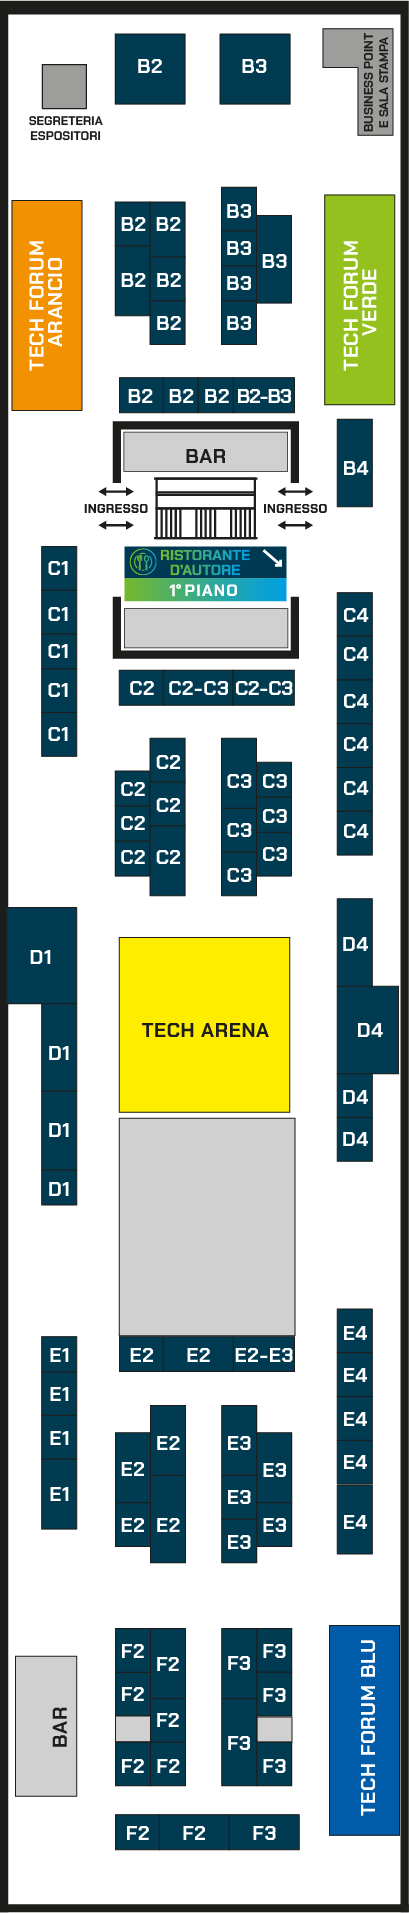 B2
B3
BUSINESS POINT
E SALA STAMPA
SEGRETERIA
ESPOSITORI
TECH FORUM
ARANCIO
B2
B2
B2
B2
B2
B3
B3
B3
B3
B3
TECH FORUM
VERDE
B2
B2
B2
B2-B3
BAR
B4
INGRESSO
INGRESSO
RISTORANTE
D'AUTORE
1° PIANO
C1
C1
C1
C1
C1
C4
C4
C4
C4
C4
C4
C2
C2-C3
C2-C3
C2
C2
C2
C2
C2
C2
C3
C3
C3
C3
C3
C3
D1
D1
D1
D1
TECH ARENA
D4
D4
D4
D4
E2
E2
E2-E3
E1
E1
E1
E1
E4
E4
E4
E4
E4
E2
E2
E2
E2
E3
E3
E3
E3
E3
BAR
F2
F2
F2
F2
F2
F2
F3
F3
F3
F3
F3
TECH FORUM BLU
F2
F2
F3